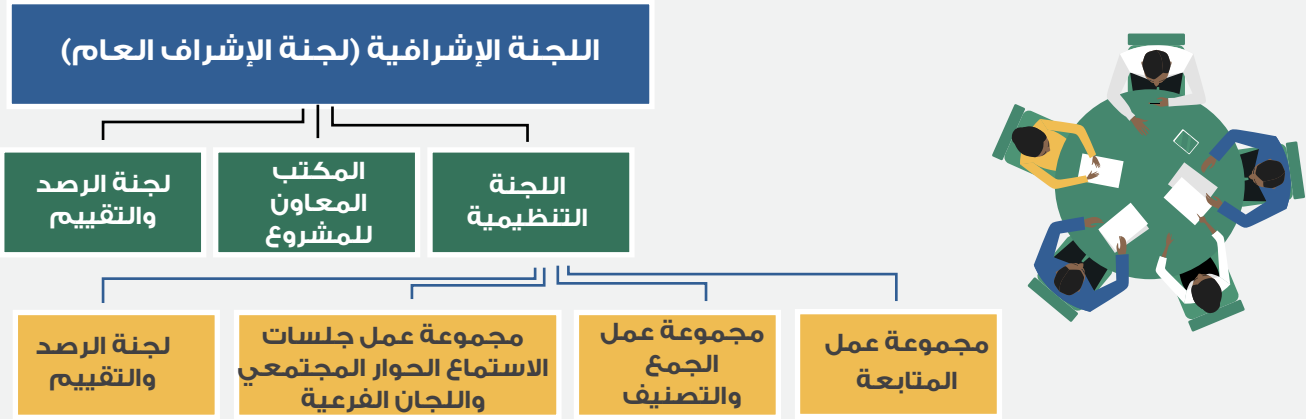 اللجنة الإشرافية (لجنة الإشراف العام)
اللجنة
التنظيمية
المكتب
المعاون
للمشروع
لجنة الرصد
والتقييم
مجموعة عمل
المتابعة
مجموعة عمل
الجمع
والتصنيف
مجموعة عمل جلسات
الاستماع الحوار المجتمعي
واللجان الفرعية
لجنة الرصد
والتقييم